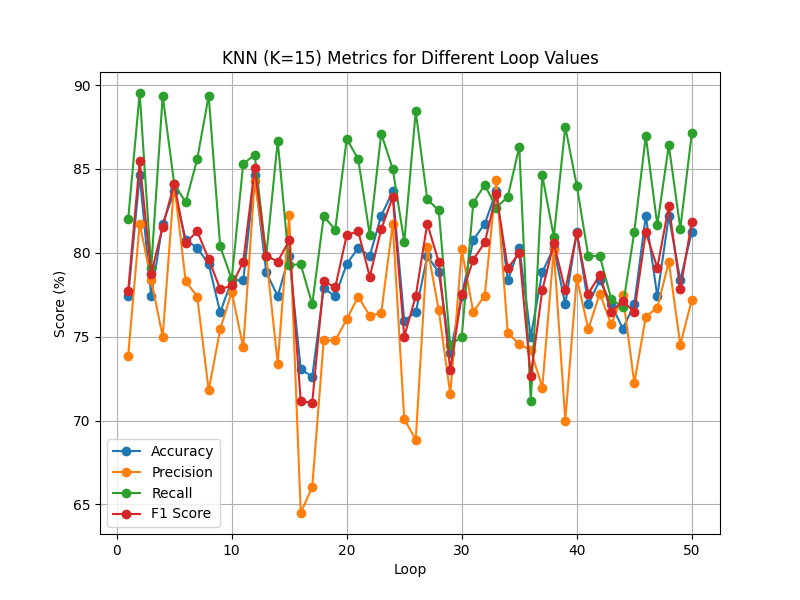 KNN (K=15) Metrics for Different Loop Values
90
85
80
75
70
65
Score (%)
Accuracy
Precision
Recall
F1 Score
0 10 20 30 40 50
Loop